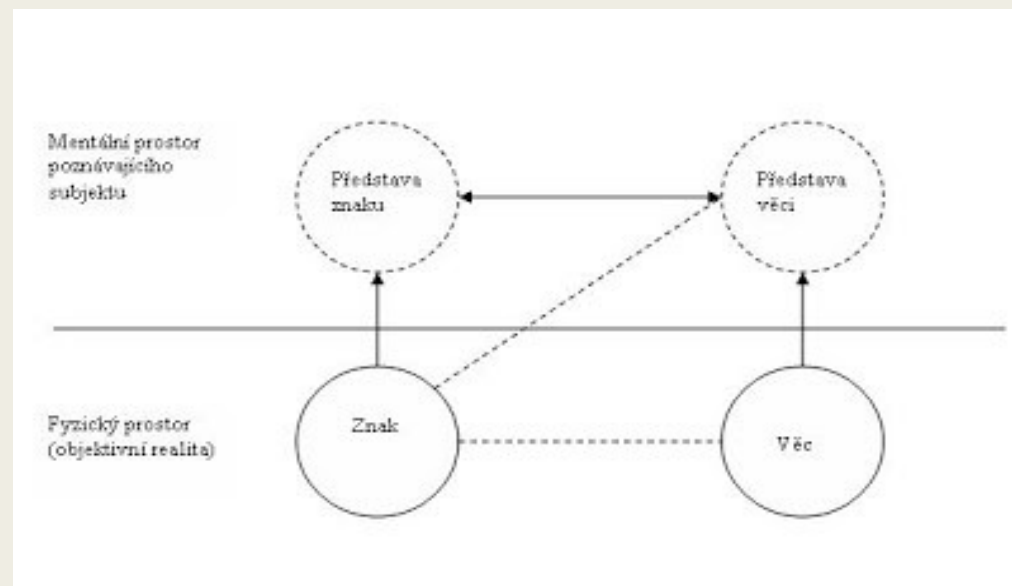 Mentální prostor
poznávajícího
subjektu
Představa
znaku
Představa
věci
Fyzický prostor
(objektivní realita)
Znak
Věc